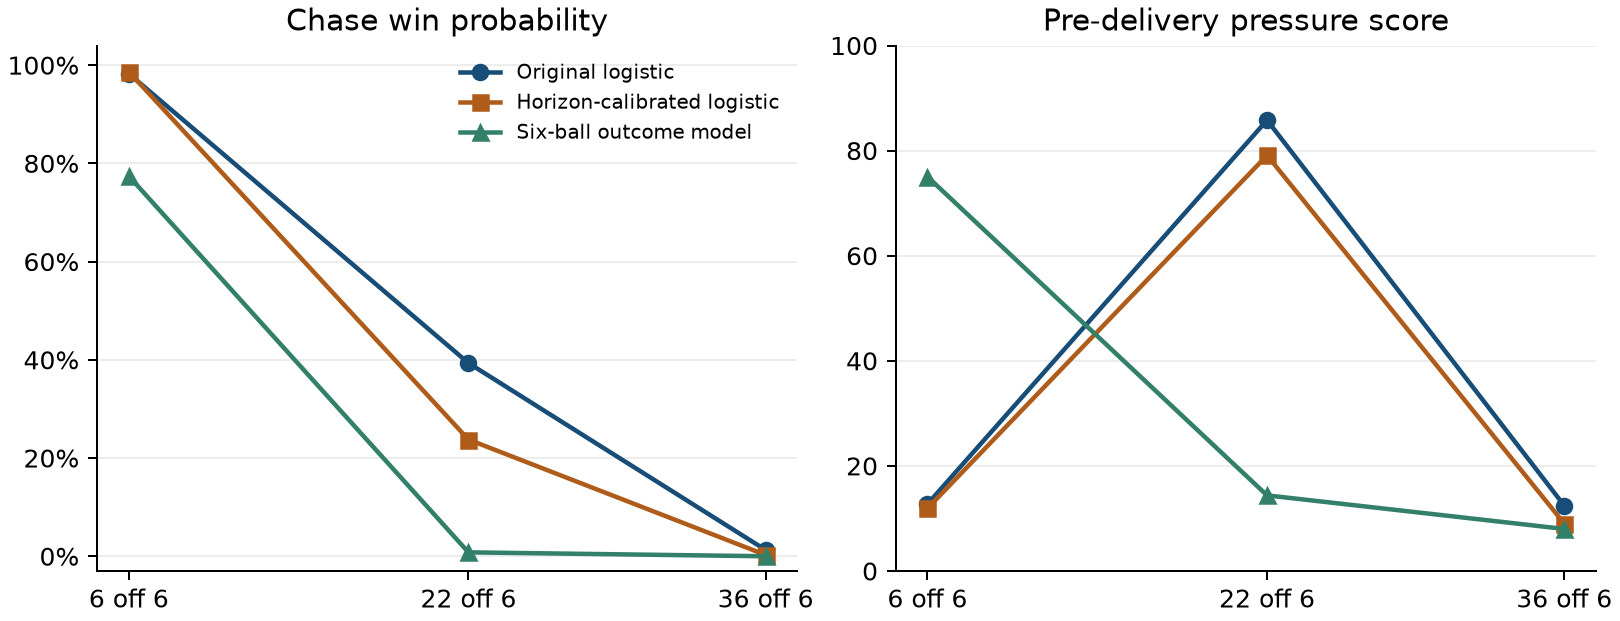 Chase win probability
100%
80%
60%
40%
20%
0%
Original logistic
Horizon-calibrated logistic
Six-ball outcome model
6 off 6
22 off 6
36 off 6
Pre-delivery pressure score
100
80
60
40
20
0
6 off 6
22 off 6
36 off 6